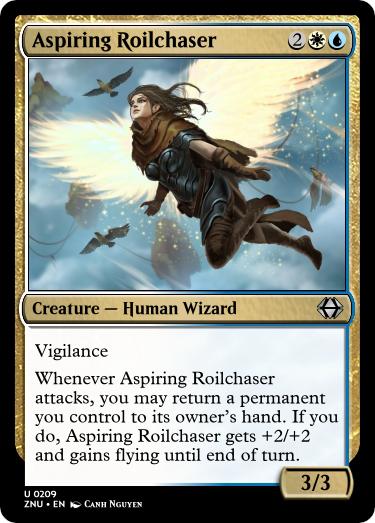 Aspiring Roilchaser 2
Creature — Human Wizard
Vigilance
Whenever Aspiring Roilchaser
attacks, you may return a permanent
you control to its owner's hand. If you
do, Aspiring Roilchaser gets +2/+2
and gains flying until end of turn.
3/3
U 0209
ZNU • EN Canh Nguyen